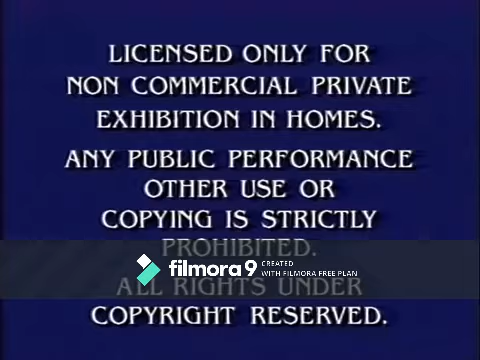 LICENSED ONLY FOR
NON COMMERCIAL PRIVATE
EXHIBITION IN HOMES.
ANY PUBLIC PERFORMANCE
OTHER USE OR
COPYING IS STRICTLY
PROHIBITED.
filmora 9 CREATED
WITH FILMORA FREE PLAN
ALL RIGHTS UNDER
COPYRIGHT RESERVED.